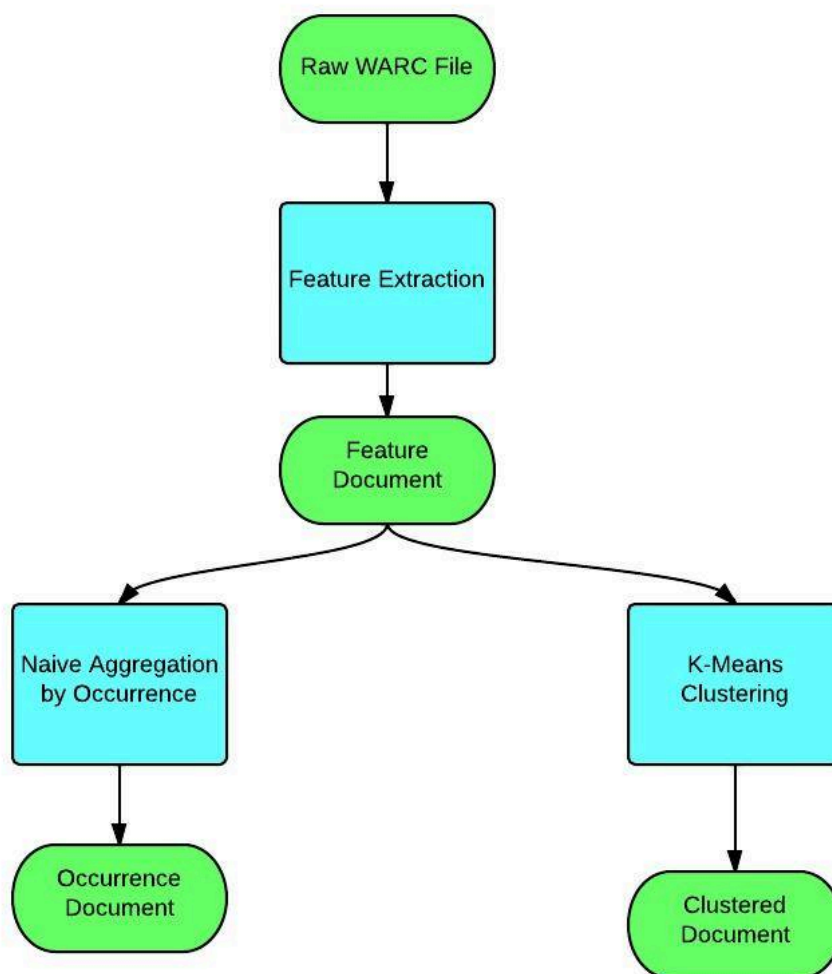 Raw WARC File
Feature Extraction
Feature
Document
Naive Aggregation
by Occurrence
K-Means
Clustering
Occurrence
Document
Clustered
Document